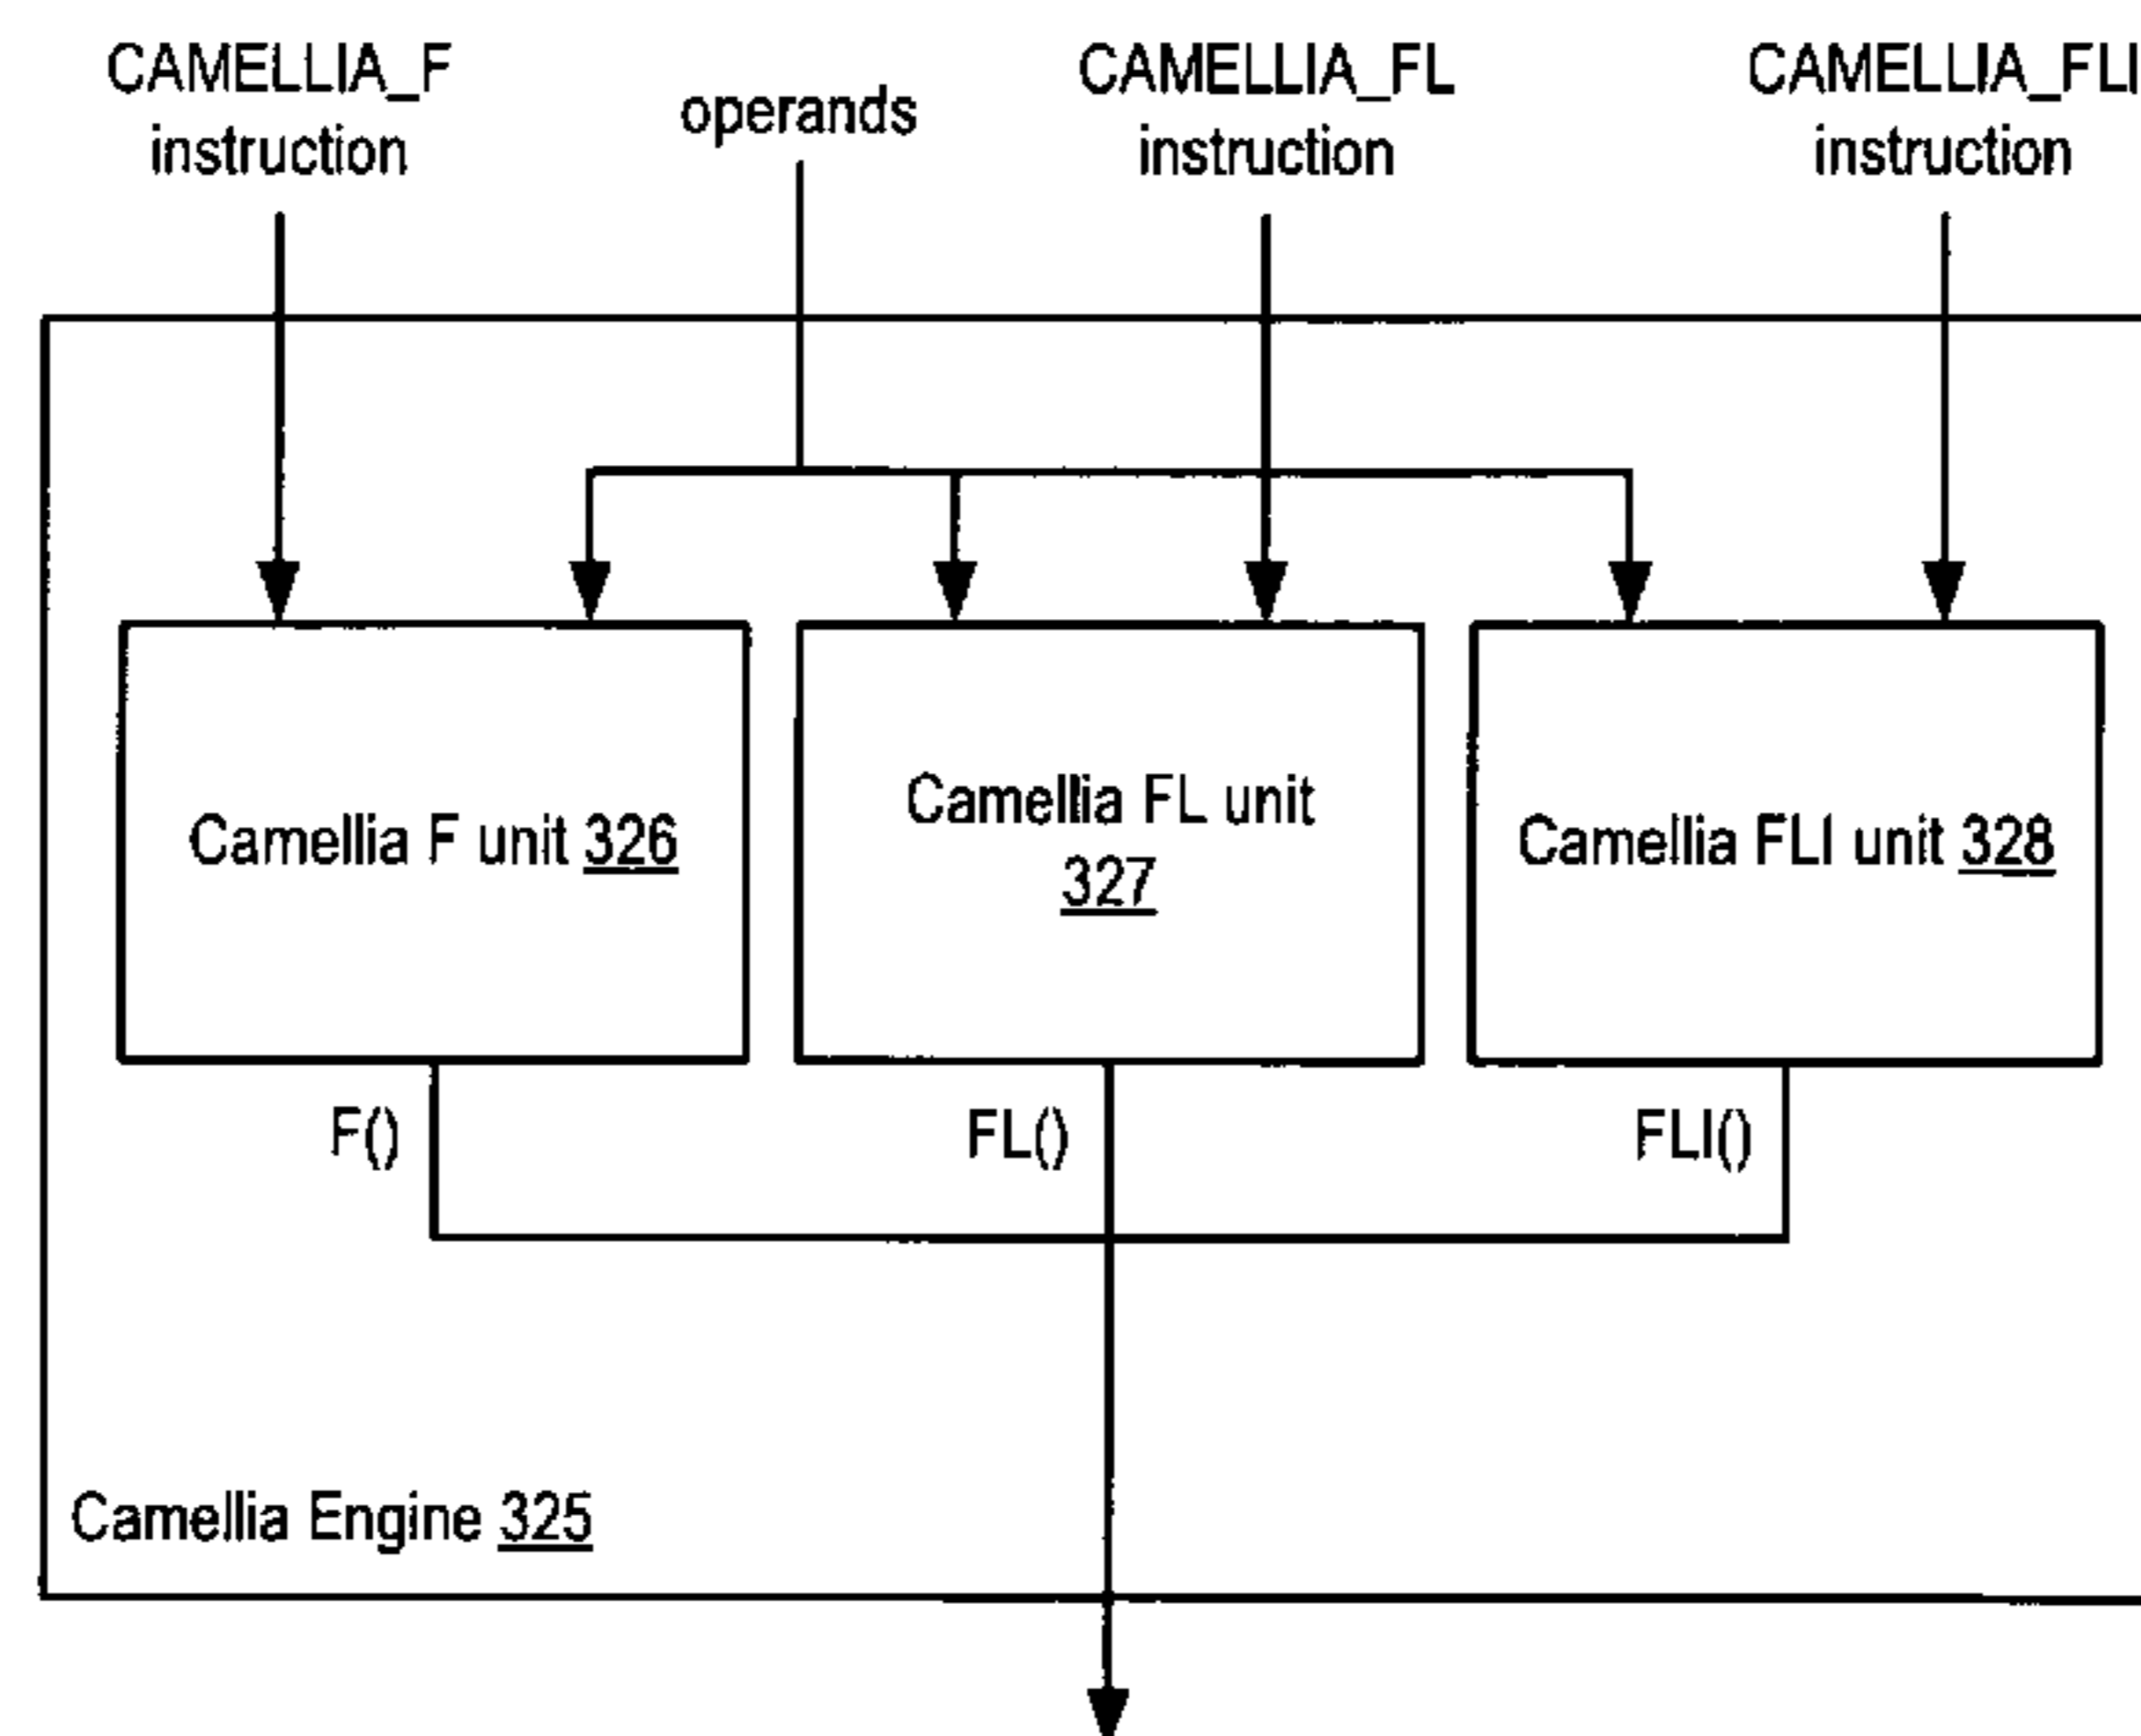 CAMELLIA_F
instruction
operands
CAMELLIA_FL
instruction
CAMELLIA_FLI
instruction
Camellia F unit 326
Camellia FL unit
327
Camellia FLI unit 328
F()
FL()
FLI()
Camellia Engine 325